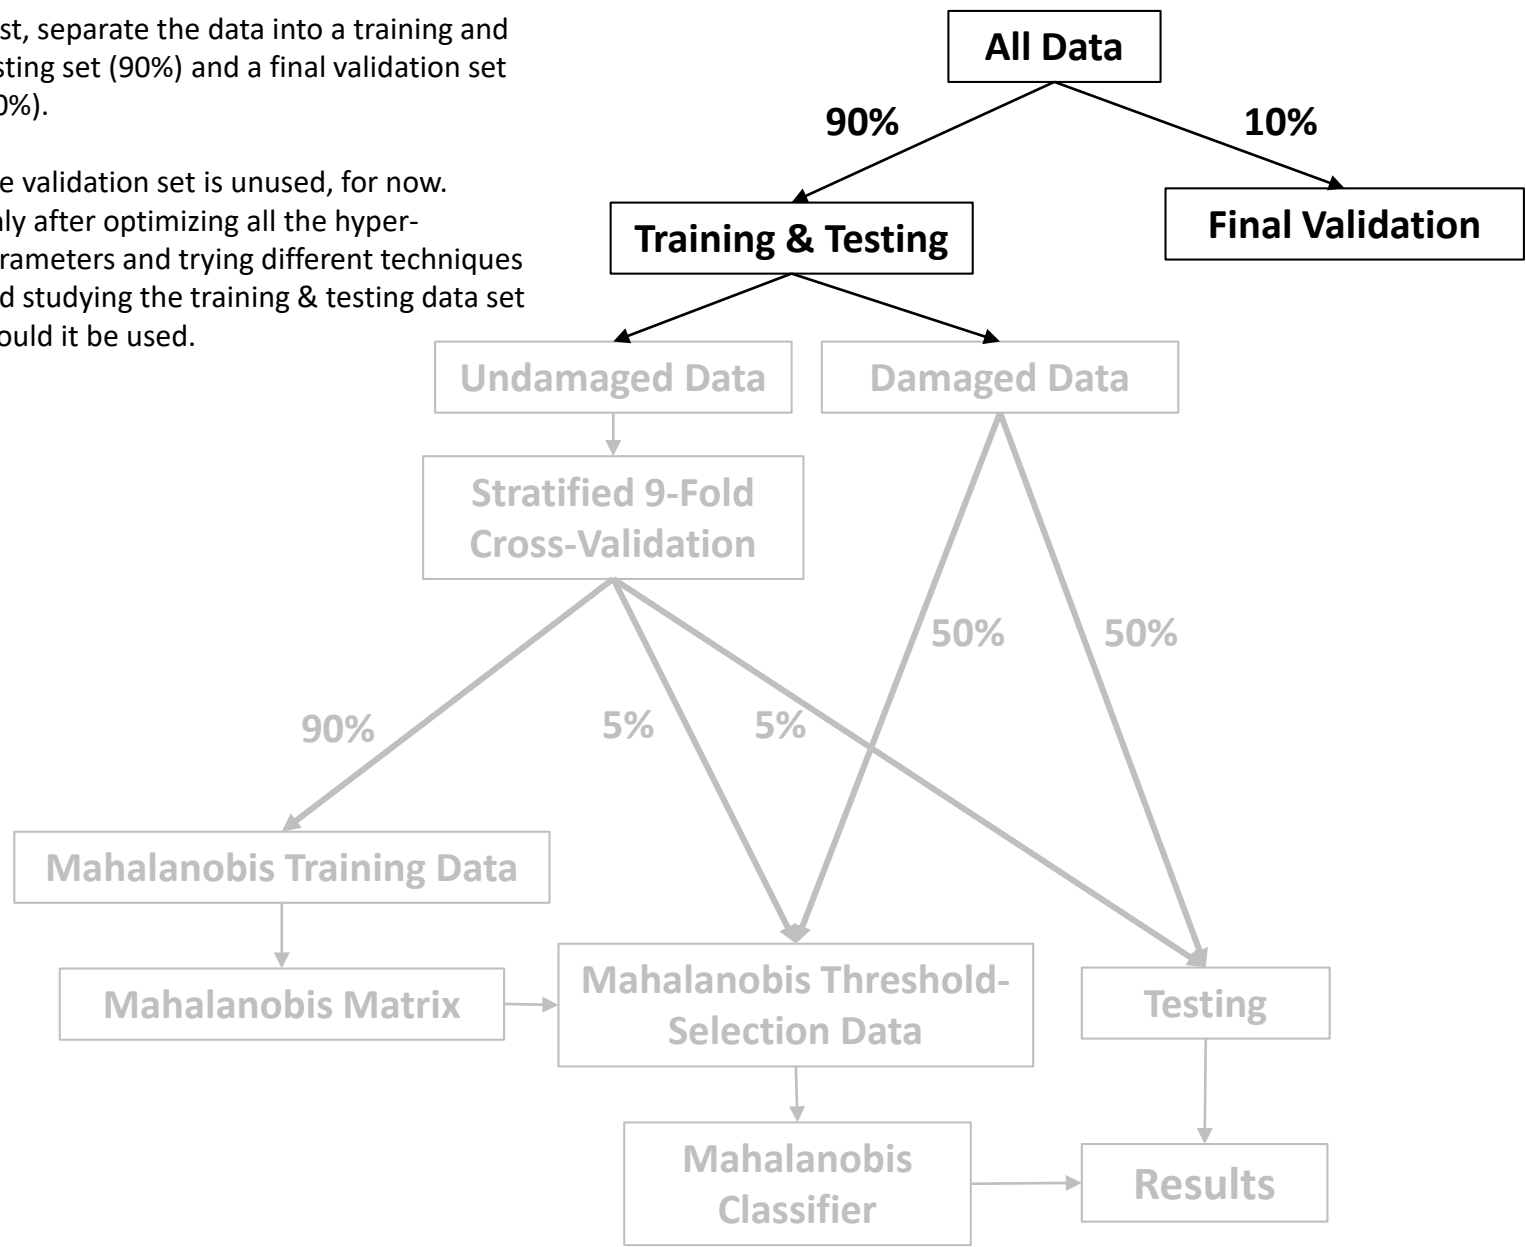 st, separate the data into a training and
sting set (90%) and a final validation set
0%).
e validation set is unused, for now.
nly after optimizing all the hyper-
rameters and trying different techniques
d studying the training & testing data set
ould it be used.
All Data
90%
10%
Training & Testing
Final Validation
Undamaged Data
Damaged Data
Stratified 9-Fold
Cross-Validation
50%
50%
90%
5%
5%
Mahalanobis Training Data
Mahalanobis Matrix
Mahalanobis Threshold-
Selection Data
Testing
Mahalanobis
Classifier
Results